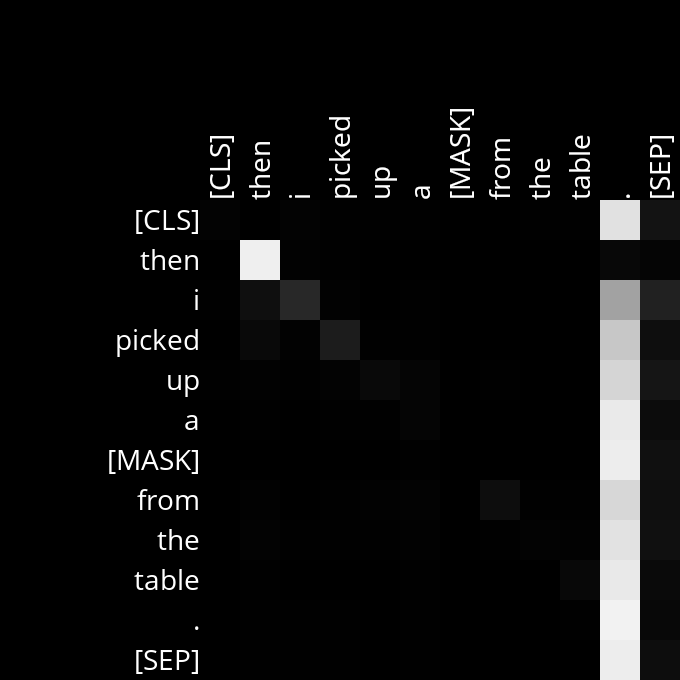 [CLS] then i picked up a [MASK] from the table . [SEP]
[CLS]
then
i
picked
up
a
[MASK]
from
the
table
.
[SEP]